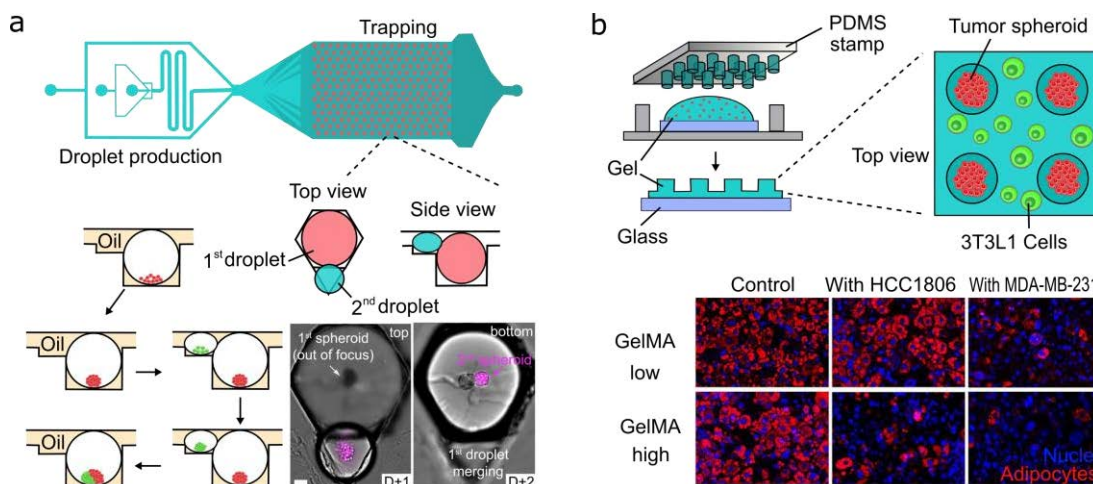 a
Trapping
Droplet production
Top view
Side view
Oil
1st droplet
2nd droplet
1st spheroid
(out of focus)
top
bottom
spheroid
Oil
1st droplet
merging
D+1
D+2
b
PDMS
stamp
Tumor spheroid
Gel
Top view
Glass
3T3L1 Cells
Control
With HCC1806
With MDA-MB-231
GelMA
low
GelMA
high
Nuclei
Adipocytes